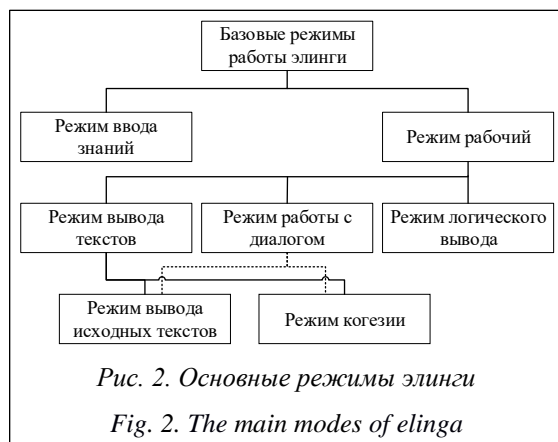 Базовые режимы
работы элинги
Режим ввода
знаний
Режим рабочий
Режим вывода
текстов
Режим работы с
диалогом
Режим логического
вывода
Режим вывода
исходных текстов
Режим когезии
Рис. 2. Основные режимы элинги
Fig. 2. The main modes of elinga